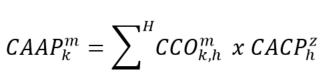 CAAP_k^m = ∑^H CCO_{k,h}^m x CACP_h^z